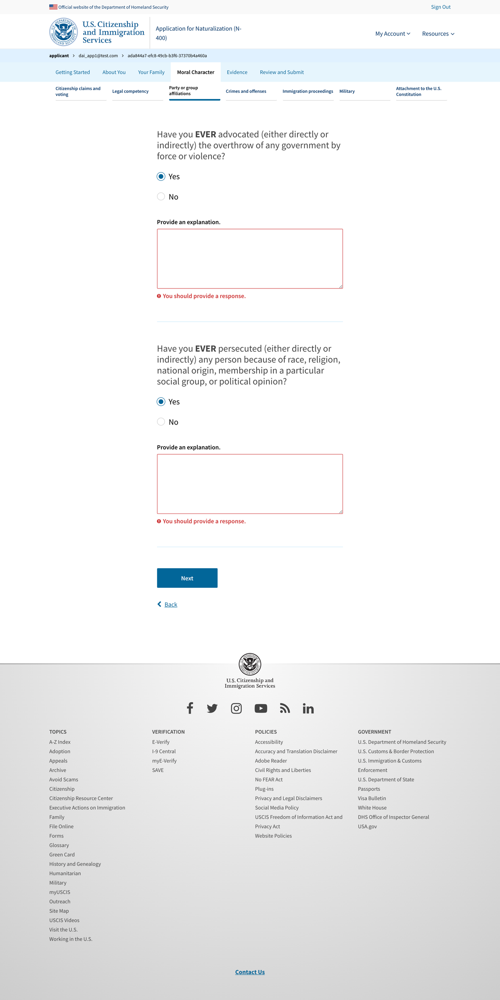 Official website of the Department of Homeland Security
Sign Out
U.S. Citizenship
and Immigration
Services
Application for Naturalization (N-
400)
My Account
Resources
applicant > dai_app1@test.com > ada844a7-efc8-49cb-b3f6-37370b4a460a
Getting Started
About You
Your Family
Moral Character
Evidence
Review and Submit
Citizenship claims and
voting
Legal competency
Party or group
affiliations
Crimes and offenses
Immigration proceedings
Military
Attachment to the U.S.
Constitution
Have you EVER advocated (either directly or
indirectly) the overthrow of any government by
force or violence?
Yes
No
Provide an explanation.
You should provide a response.
Have you EVER persecuted (either directly or
indirectly) any person because of race, religion,
national origin, membership in a particular
social group, or political opinion?
Yes
No
Provide an explanation.
You should provide a response.
Next
Back
U.S. Citizenship and
Immigration Services
TOPICS
A-Z Index
Adoption
Appeals
Archive
Avoid Scams
Citizenship
Citizenship Resource Center
Executive Actions on Immigration
Family
File Online
Forms
Glossary
Green Card
History and Genealogy
Humanitarian
Military
myUSCIS
Outreach
Site Map
USCIS Videos
Visit the U.S.
Working in the U.S.
VERIFICATION
E-Verify
I-9 Central
myE-Verify
SAVE
POLICIES
Accessibility
Accuracy and Translation Disclaimer
Adobe Reader
Civil Rights and Liberties
No FEAR Act
Plug-ins
Privacy and Legal Disclaimers
Social Media Policy
USCIS Freedom of Information Act and
Privacy Act
Website Policies
GOVERNMENT
U.S. Department of Homeland Security
U.S. Customs & Border Protection
U.S. Immigration & Customs
Enforcement
U.S. Department of State
Passports
Visa Bulletin
White House
DHS Office of Inspector General
USA.gov
Contact Us